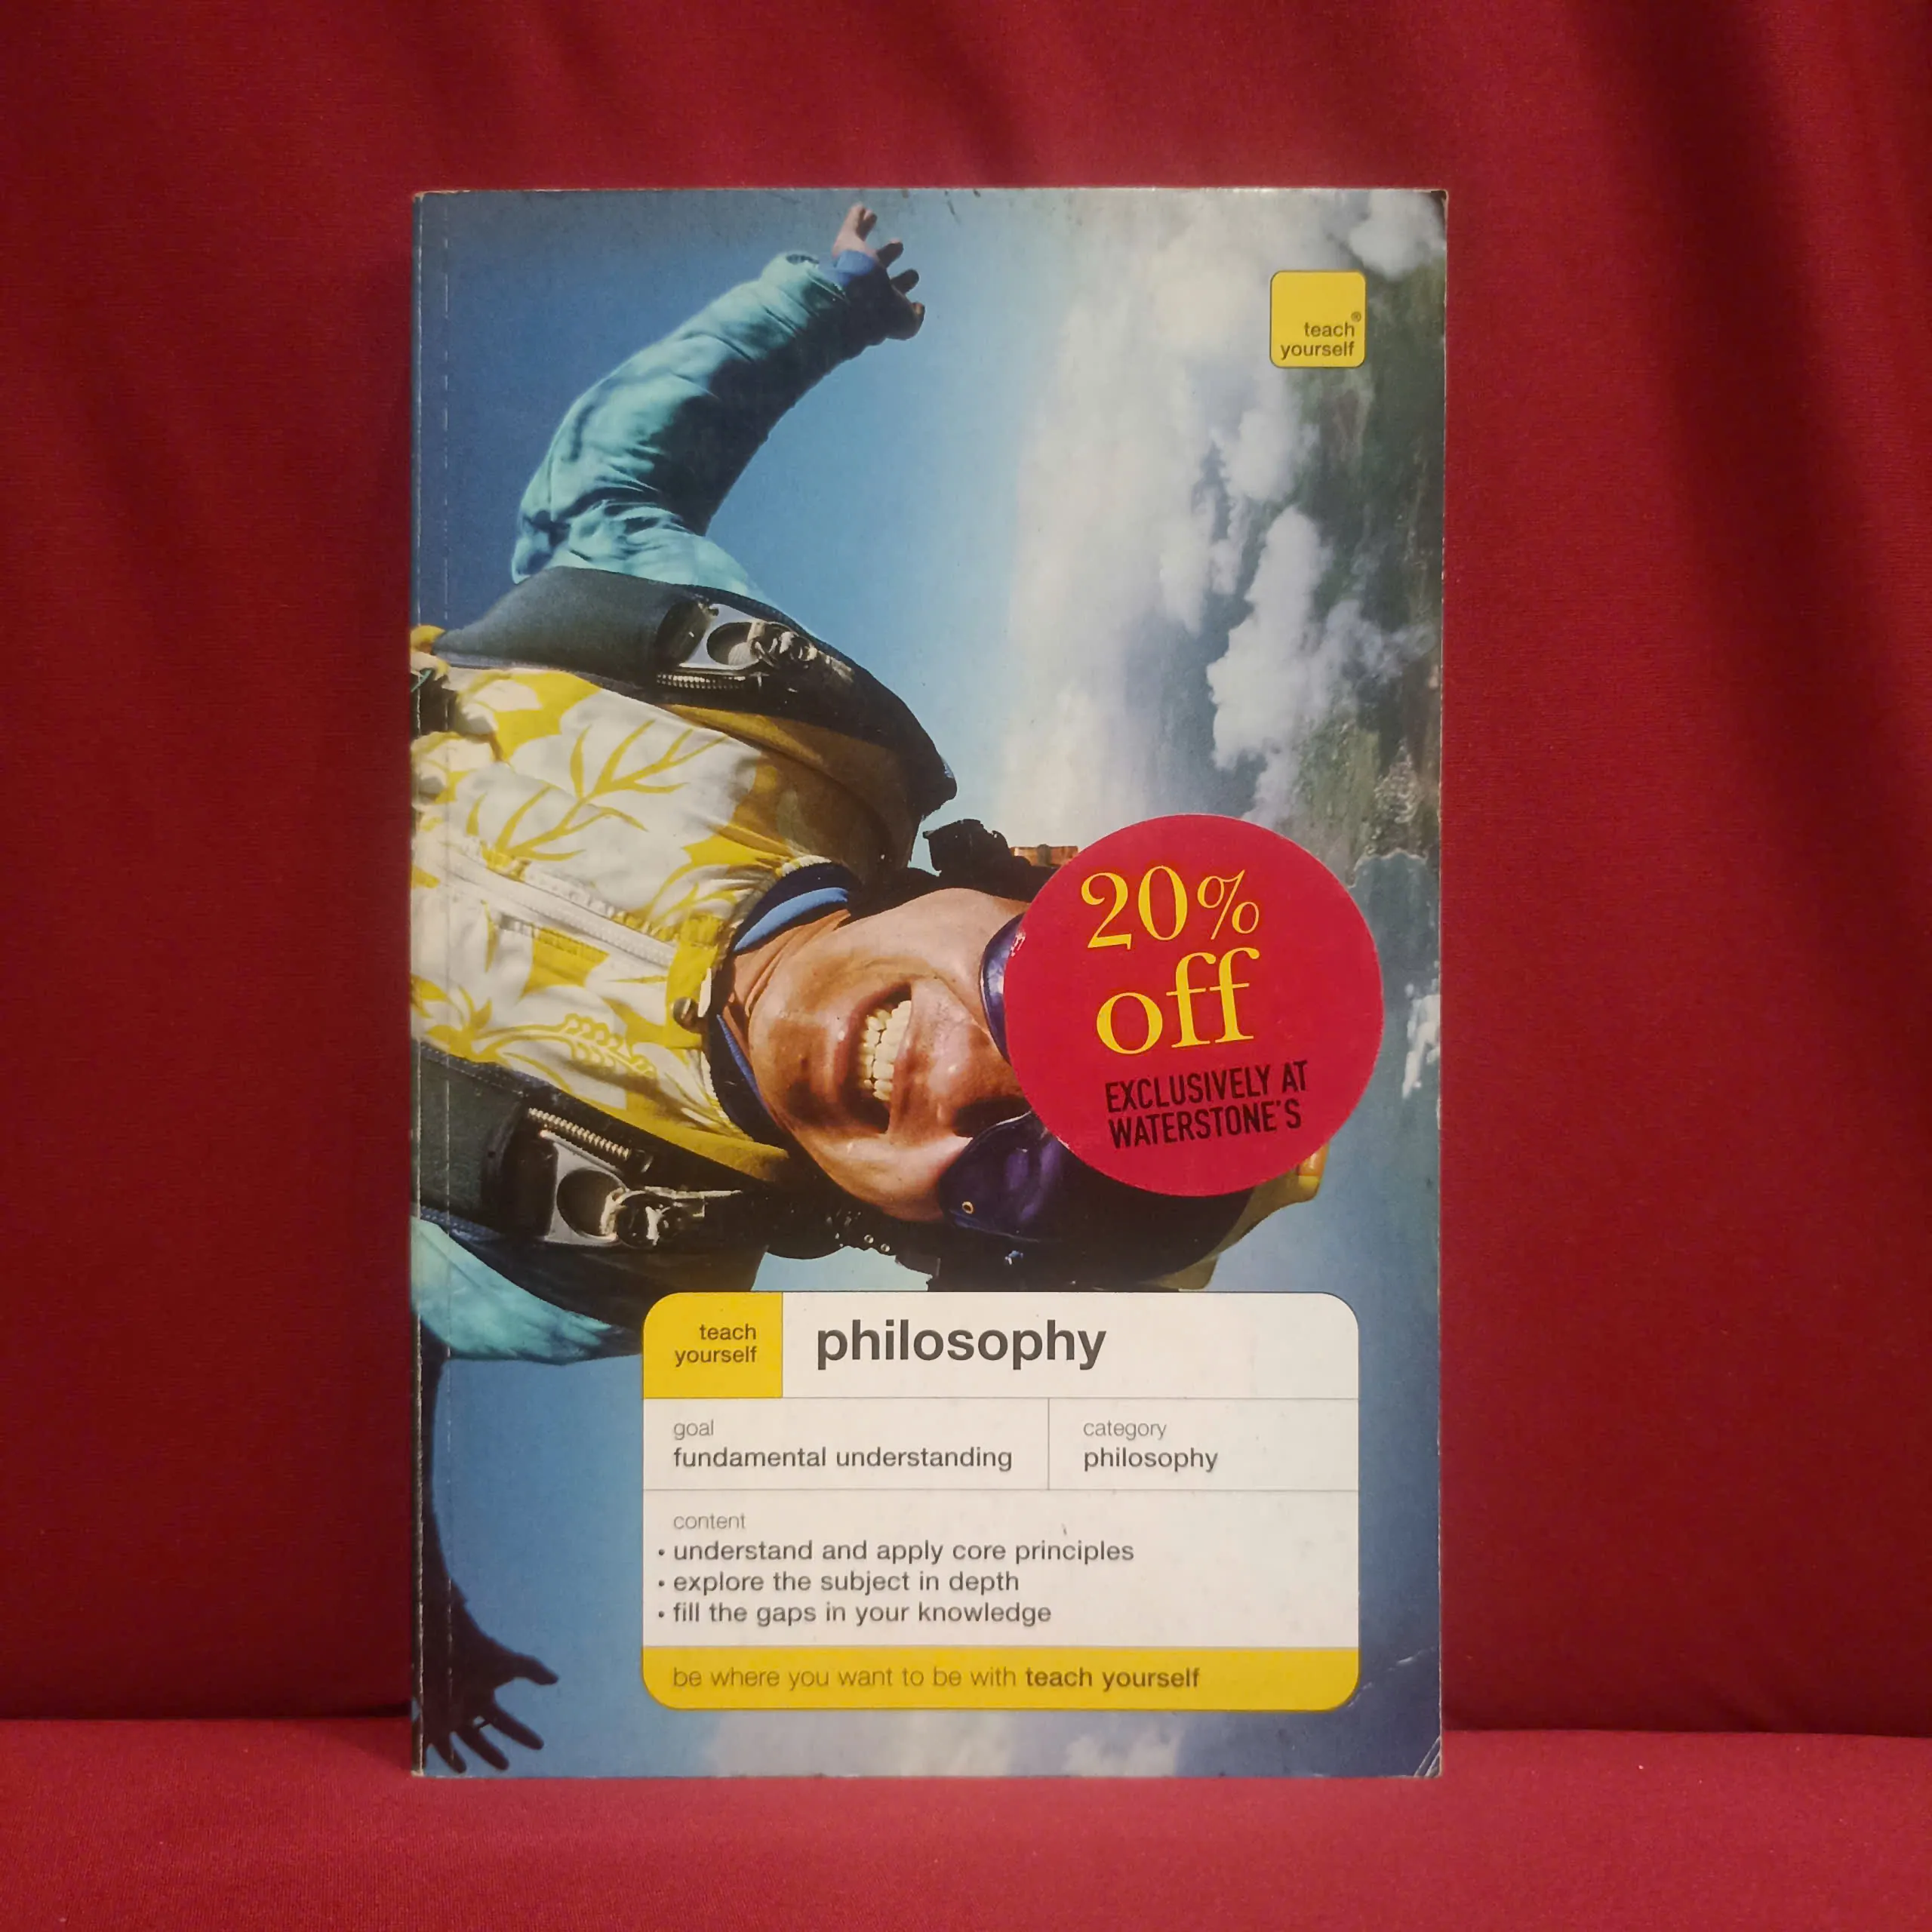 teach®
yourself
20%
off
EXCLUSIVELY AT
WATERSTONE'S
teach
yourself
philosophy
goal
fundamental understanding
category
philosophy
content
• understand and apply core principles
• explore the subject in depth
• fill the gaps in your knowledge
be where you want to be with teach yourself